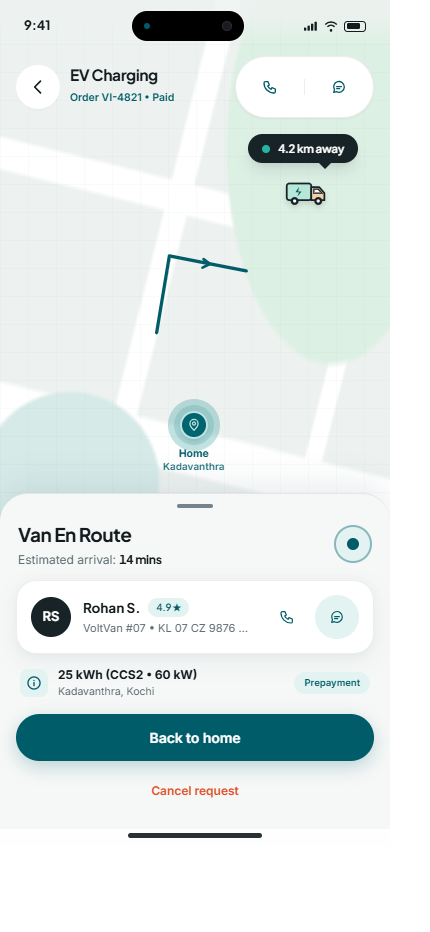 9:41
EV Charging
Order VI-4821 • Paid
4.2 km away
Home
Kadavanthra
Van En Route
Estimated arrival: 14 mins
RS
Rohan S.
4.9 ★
VoltVan #07 • KL 07 CZ 9876 ...
25 kWh (CCS2 • 60 kW)
Kadavanthra, Kochi
Prepayment
Back to home
Cancel request